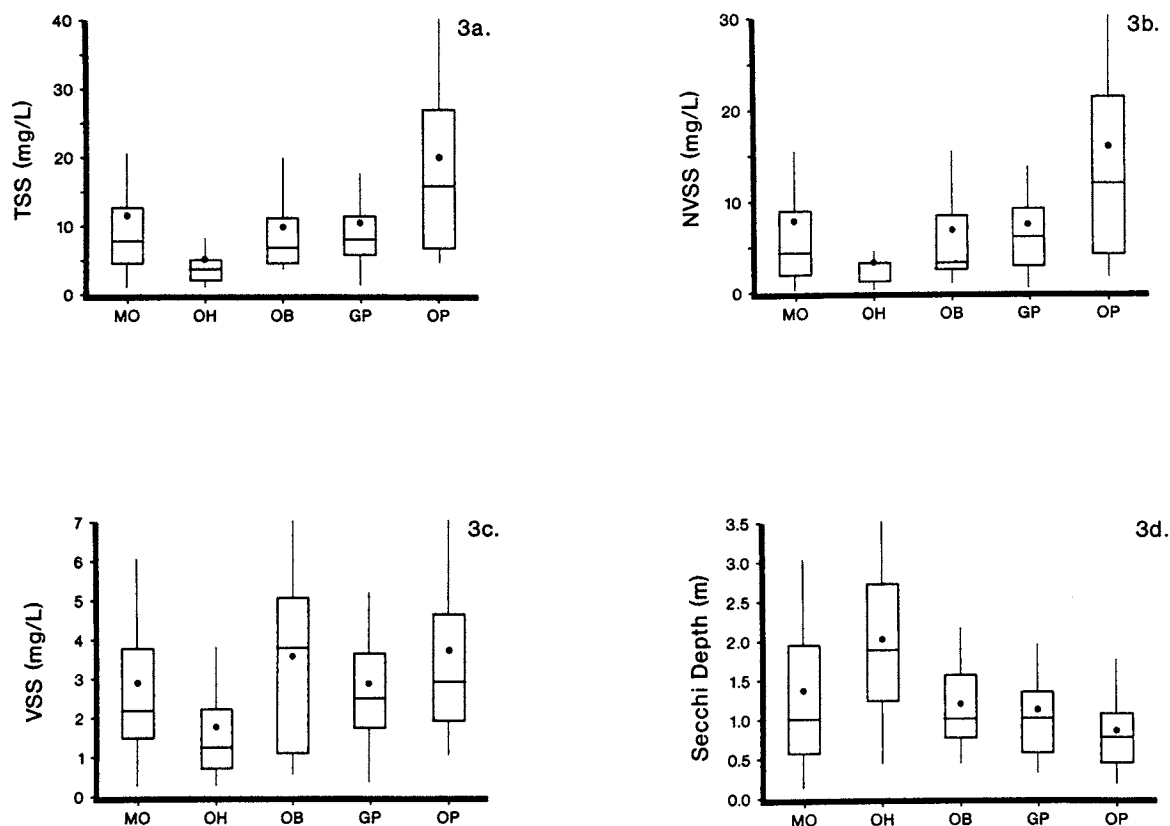 3a.
TSS (mg/L)
40
30
20
10
0
MO OH OB GP OP
3b.
NVSS (mg/L)
30
20
10
0
MO OH OB GP OP
3c.
VSS (mg/L)
7
6
5
4
3
2
1
0
MO OH OB GP OP
3d.
Secchi Depth (m)
3.5
3.0
2.5
2.0
1.5
1.0
0.5
0.0
MO OH OB GP OP